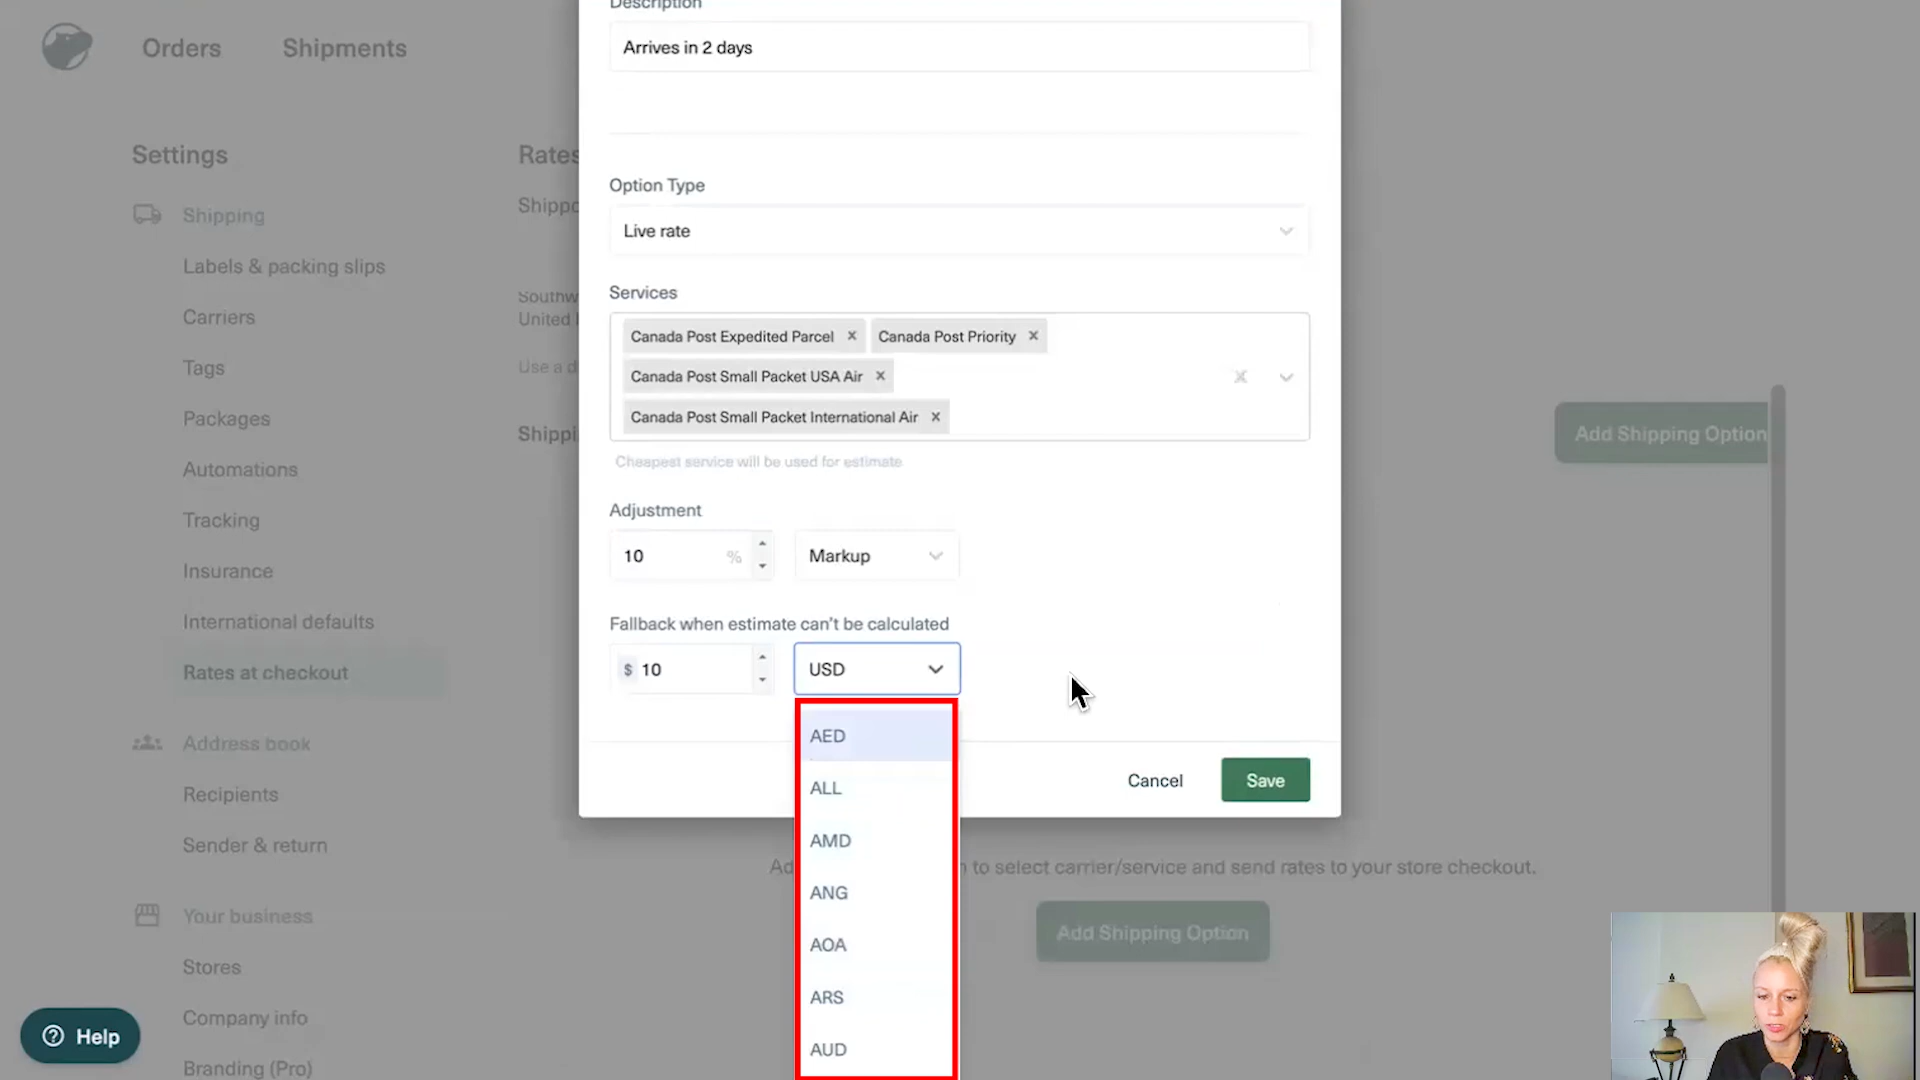 Description
Arrives in 2 days
Orders
Shipments
Settings
Rates
Shipping
Labels & packing slips
Carriers
Tags
Packages
Automations
Tracking
Insurance
International defaults
Rates at checkout
Address book
Recipients
Sender & return
Your business
Stores
Company info
Branding (Pro)
Help
Option Type
Live rate
Services
Canada Post Expedited Parcel × Canada Post Priority ×
Canada Post Small Packet USA Air ×
Canada Post Small Packet International Air ×
Cheapest service will be used for estimate
Adjustment
10 %
Markup
Fallback when estimate can't be calculated
$ 10
USD
AED
ALL
AMD
ANG
AOA
ARS
AUD
Cancel
Save
Add Shipping Option
to select carrier/service and send rates to your store checkout.
Add Shipping Option